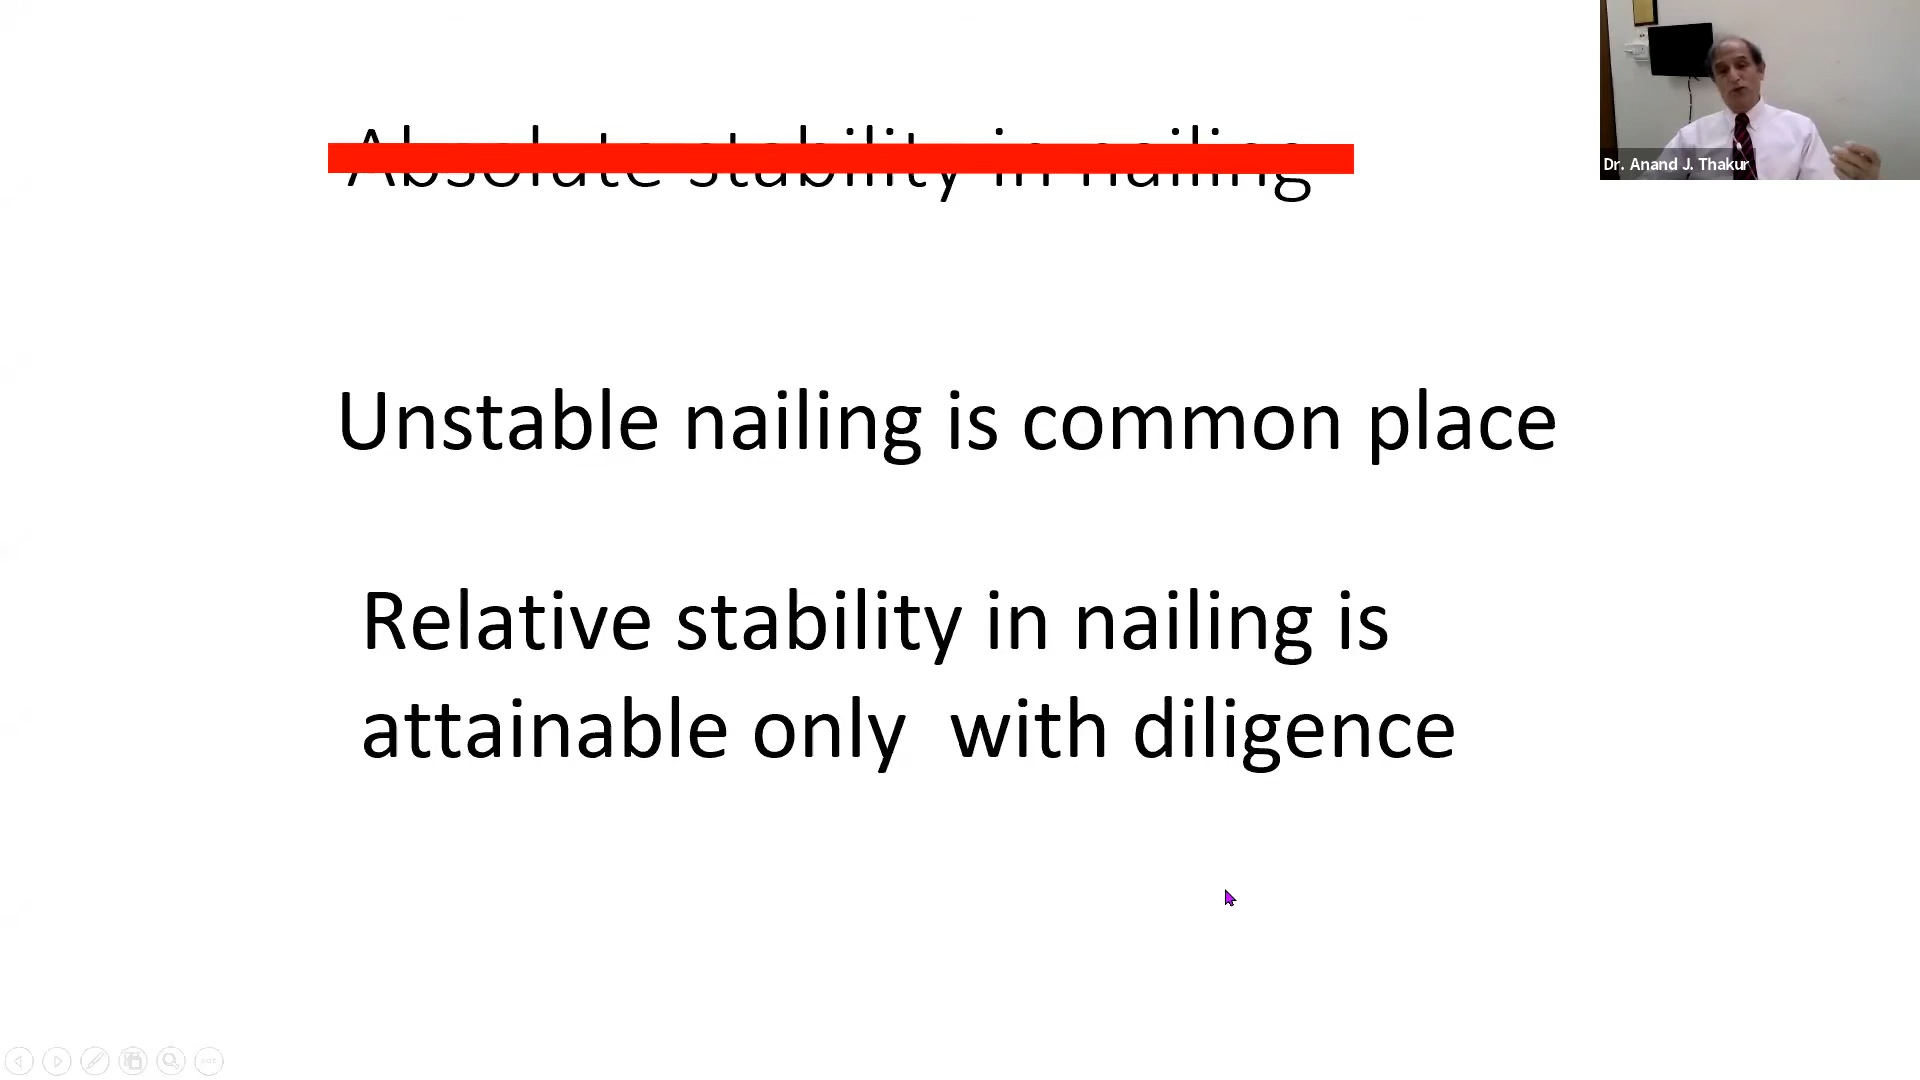 Absolute stability in nailing
Dr. Anand J. Thakur
Unstable nailing is common place
Relative stability in nailing is
attainable only  with diligence